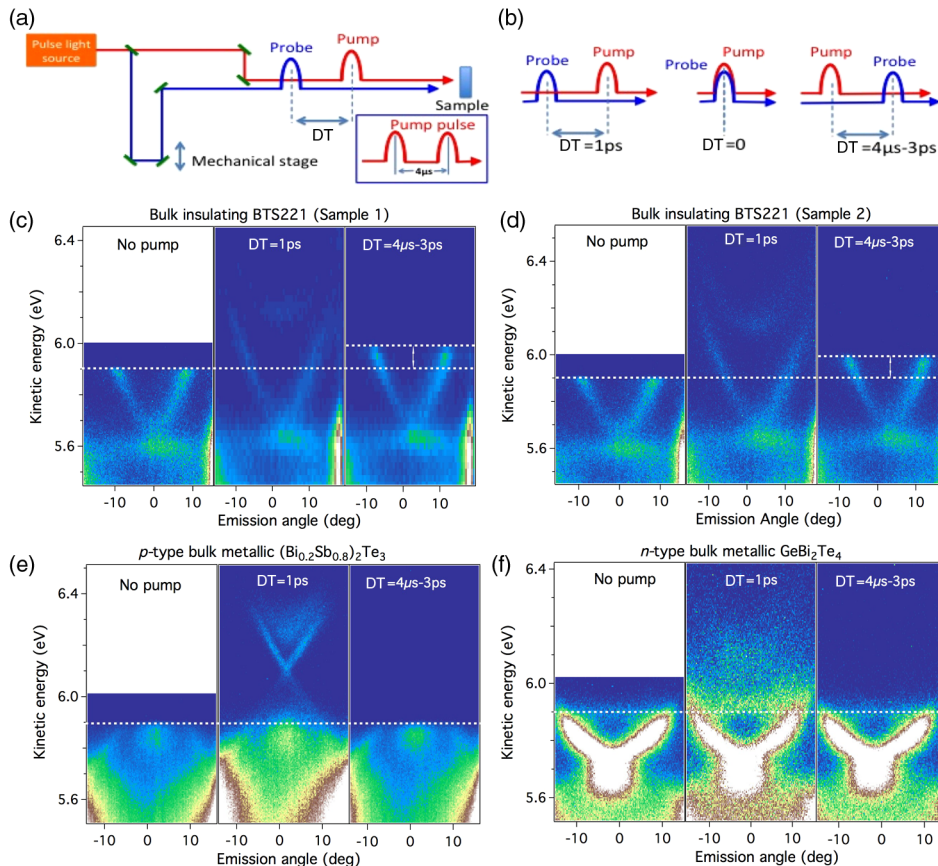 (a)
Pulse light
source
Probe
Pump
Sample
DT
Mechanical stage
Pump pulse
4μs
(b)
Probe
Pump
DT=1ps
Pump
Probe
DT=0
Pump
Probe
DT=4μs-3ps
(c)
Bulk insulating BTS221 (Sample 1)
No pump
DT=1ps
DT=4μs-3ps
Kinetic energy (eV)
6.4
6.0
5.6
-10 0 10
-10 0 10
-10 0 10
Emission angle (deg)
(d)
Bulk insulating BTS221 (Sample 2)
No pump
DT=1ps
DT=4μs-3ps
Kinetic energy (eV)
6.4
6.0
5.6
-10 0 10
-10 0 10
-10 0 10
Emission Angle (deg)
(e)
p-type bulk metallic (Bi0.2Sb0.8)2Te3
No pump
DT=1ps
DT=4μs-3ps
Kinetic energy (eV)
6.4
6.0
5.6
-10 0 10
-10 0 10
-10 0 10
Emission angle (deg)
(f)
n-type bulk metallic GeBi2Te4
No pump
DT=1ps
DT=4μs-3ps
Kinetic energy (eV)
6.4
6.0
5.6
-10 0 10
-10 0 10
-10 0 10
Emission angle (deg)